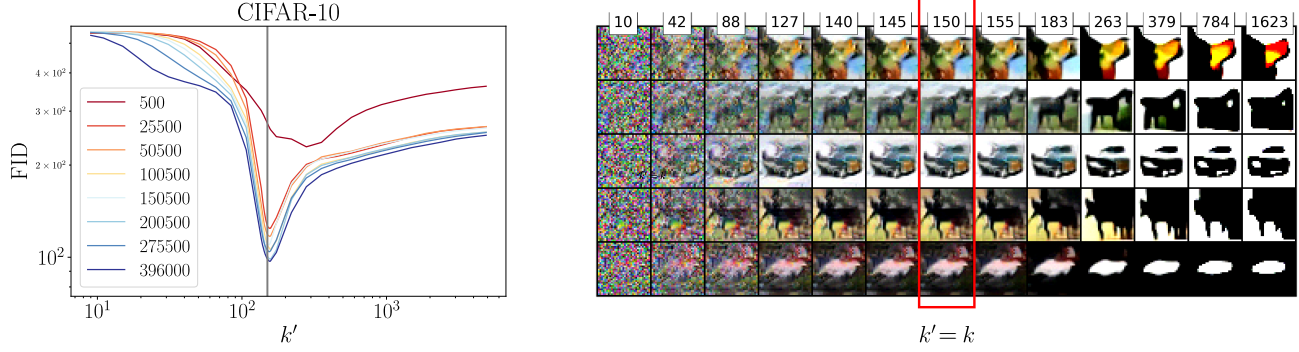 CIFAR-10
4 × 10²
3 × 10²
2 × 10²
10²
FID
500
25500
50500
100500
150500
200500
275500
396000
10¹ 10² 10³
k′
10 42 88 127 140 145 150 155 183 263 379 784 1623
k′ = k